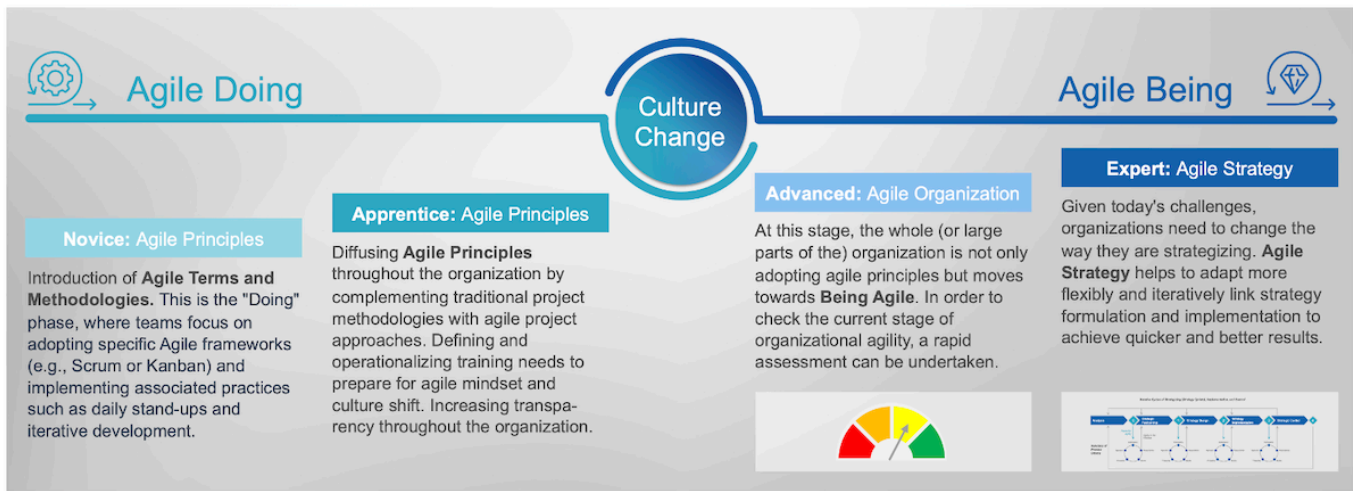 Agile Doing
Culture
Change
Agile Being
Novice: Agile Principles
Introduction of Agile Terms and
Methodologies. This is the "Doing"
phase, where teams focus on
adopting specific Agile frameworks
(e.g., Scrum or Kanban) and
implementing associated practices
such as daily stand-ups and
iterative development.
Apprentice: Agile Principles
Diffusing Agile Principles
throughout the organization by
complementing traditional project
methodologies with agile project
approaches. Defining and
operationalizing training needs to
prepare for agile mindset and
culture shift. Increasing transpa-
rency throughout the organization.
Advanced: Agile Organization
At this stage, the whole (or large
parts of the) organization is not only
adopting agile principles but moves
towards Being Agile. In order to
check the current stage of
organizational agility, a rapid
assessment can be undertaken.
Expert: Agile Strategy
Given today's challenges,
organizations need to change the
way they are strategizing. Agile
Strategy helps to adapt more
flexibly and iteratively link strategy
formulation and implementation to
achieve quicker and better results.